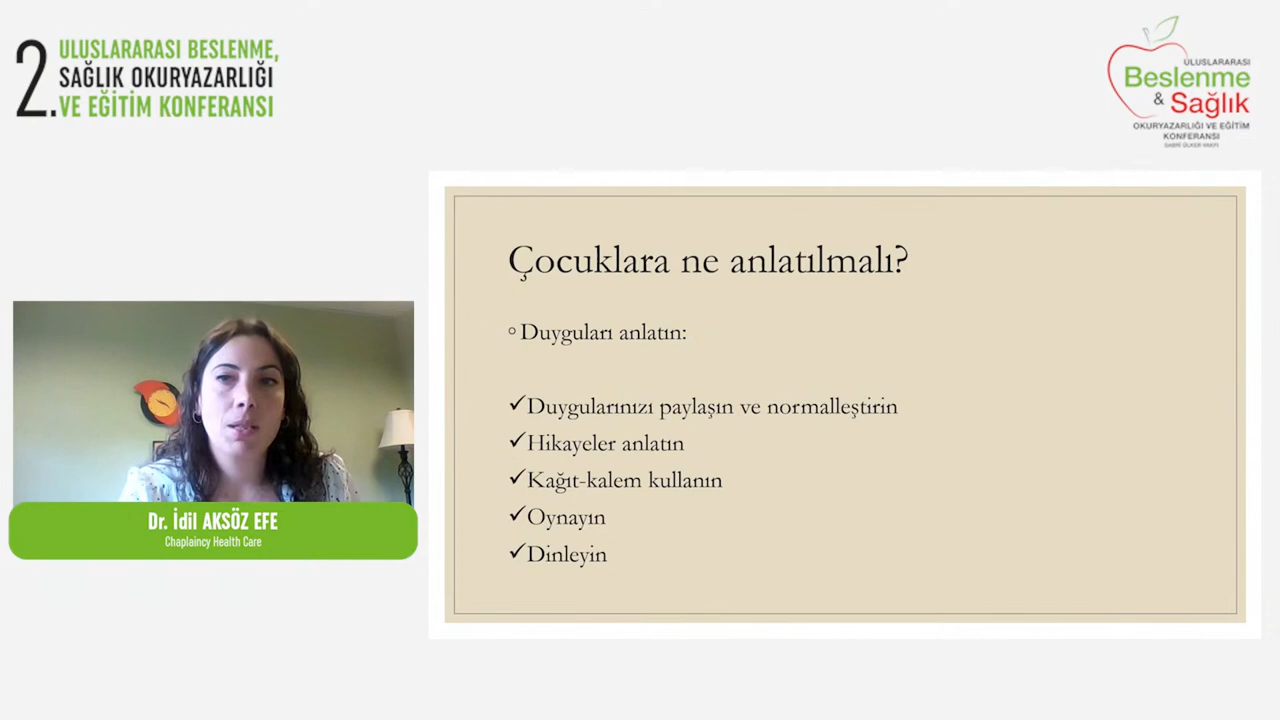 2. ULUSLARARASI BESLENME,
SAĞLIK OKURYAZARLIĞI
VE EĞİTİM KONFERANSI
ULUSLARARASI
Beslenme
& Sağlık
OKURYAZARLIĞI VE EĞİTİM
KONFERANSI
SABRİ ÜLKER VAKFI
Çocuklara ne anlatılmalı?
Duyguları anlatın:
✓Duygularınızı paylaşın ve normalleştirin
✓Hikayeler anlatın
✓Kağıt-kalem kullanın
✓Oynayın
✓Dinleyin
Dr. İdil AKSÖZ EFE
Chaplaincy Health Care